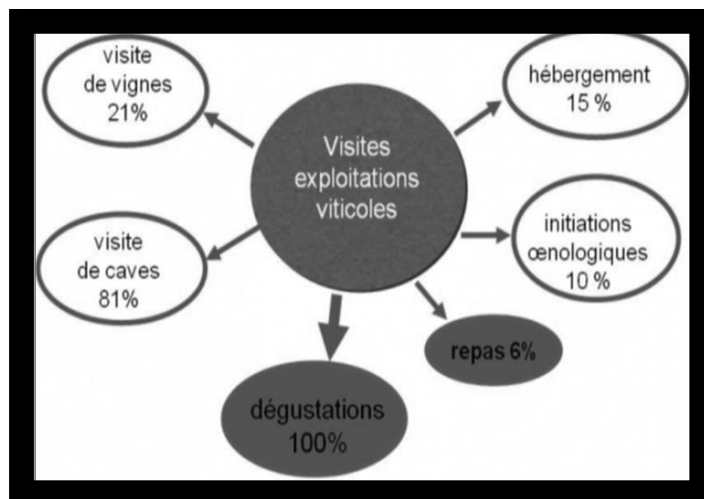 visite
de vignes
21%
hébergement
15 %
Visites
exploitations
viticoles
visite
de caves
81%
initiations
œnologiques
10 %
repas 6%
dégustations
100%